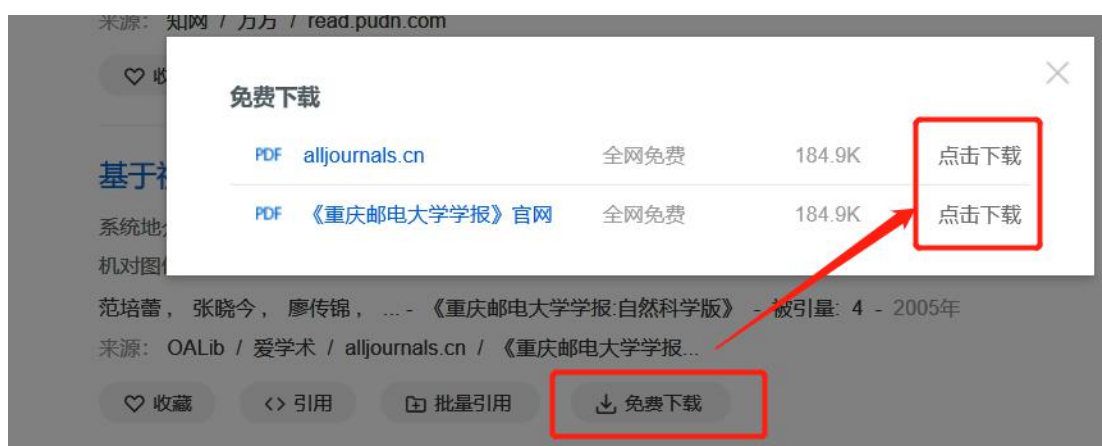 来源： 知网 / 万方 / read.pudn.com
收
免费下载
PDF alljournals.cn 全网免费 184.9K 点击下载
基于
PDF 《重庆邮电大学学报》官网 全网免费 184.9K 点击下载
系统地
机对图
范培蕾， 张晓今， 廖传锦， ... - 《重庆邮电大学学报:自然科学版》 - 被引量: 4 - 2005年
来源： OALib / 爱学术 / alljournals.cn / 《重庆邮电大学学报...
收藏 <> 引用 批量引用 免费下载